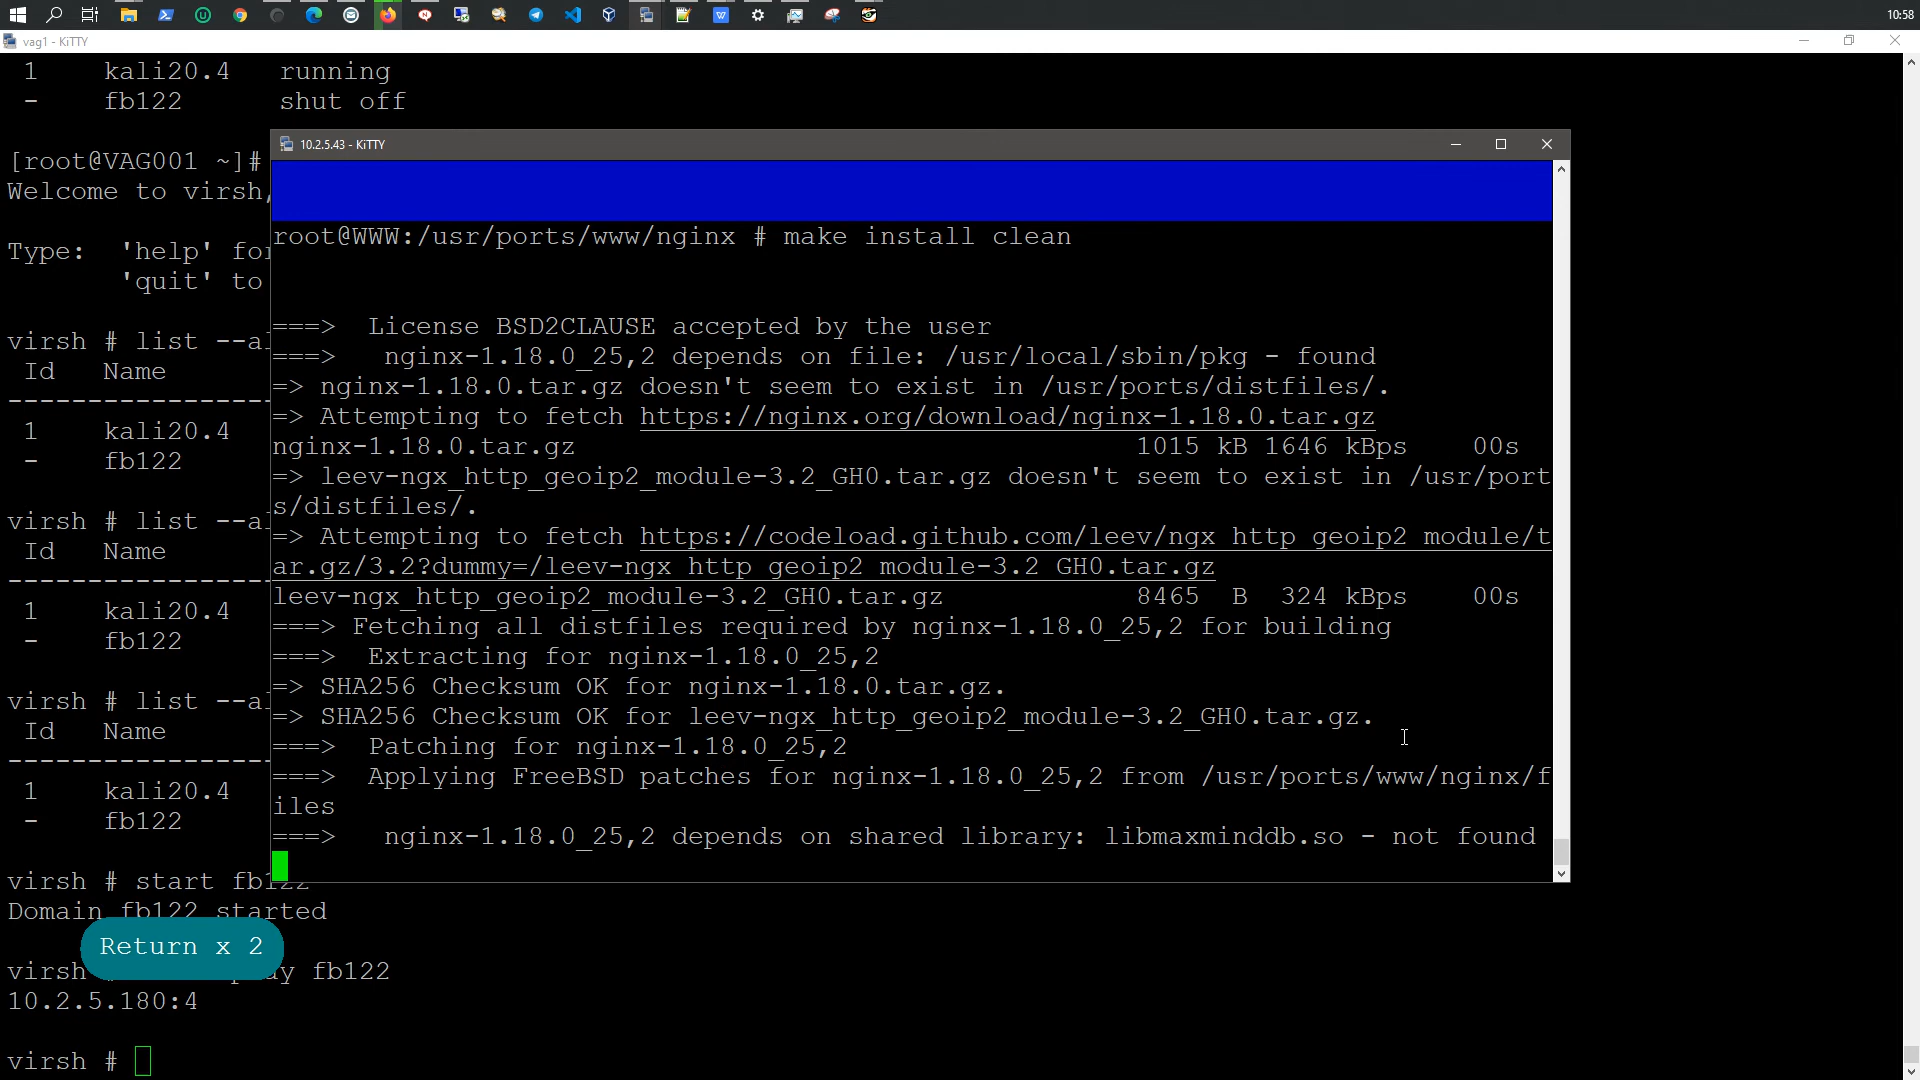 10:58
vag1 - KiTTY
1 kali20.4 running
- fb122 shut off
[root@VAG001 ~]#
Welcome to virsh,
Type: 'help' for
'quit' to
virsh # list --al
Id Name
1 kali20.4
- fb122
virsh # list --al
Id Name
1 kali20.4
- fb122
virsh # list --al
Id Name
1 kali20.4
- fb122
virsh # start fb122
Domain fb122 started
Return x 2
virsh fb122
10.2.5.180:4
virsh #
10.2.5.43 - KiTTY
root@WWW:/usr/ports/www/nginx # make install clean
===> License BSD2CLAUSE accepted by the user
===> nginx-1.18.0_25,2 depends on file: /usr/local/sbin/pkg - found
=> nginx-1.18.0.tar.gz doesn't seem to exist in /usr/ports/distfiles/.
=> Attempting to fetch https://nginx.org/download/nginx-1.18.0.tar.gz
nginx-1.18.0.tar.gz 1015 kB 1646 kBps 00s
=> leev-ngx_http_geoip2_module-3.2_GH0.tar.gz doesn't seem to exist in /usr/port
s/distfiles/.
=> Attempting to fetch https://codeload.github.com/leev/ngx_http_geoip2_module/t
ar.gz/3.2?dummy=/leev-ngx_http_geoip2_module-3.2_GH0.tar.gz
leev-ngx_http_geoip2_module-3.2_GH0.tar.gz 8465 B 324 kBps 00s
===> Fetching all distfiles required by nginx-1.18.0_25,2 for building
===> Extracting for nginx-1.18.0_25,2
=> SHA256 Checksum OK for nginx-1.18.0.tar.gz.
=> SHA256 Checksum OK for leev-ngx_http_geoip2_module-3.2_GH0.tar.gz.
===> Patching for nginx-1.18.0_25,2
===> Applying FreeBSD patches for nginx-1.18.0_25,2 from /usr/ports/www/nginx/f
iles
===> nginx-1.18.0_25,2 depends on shared library: libmaxminddb.so - not found